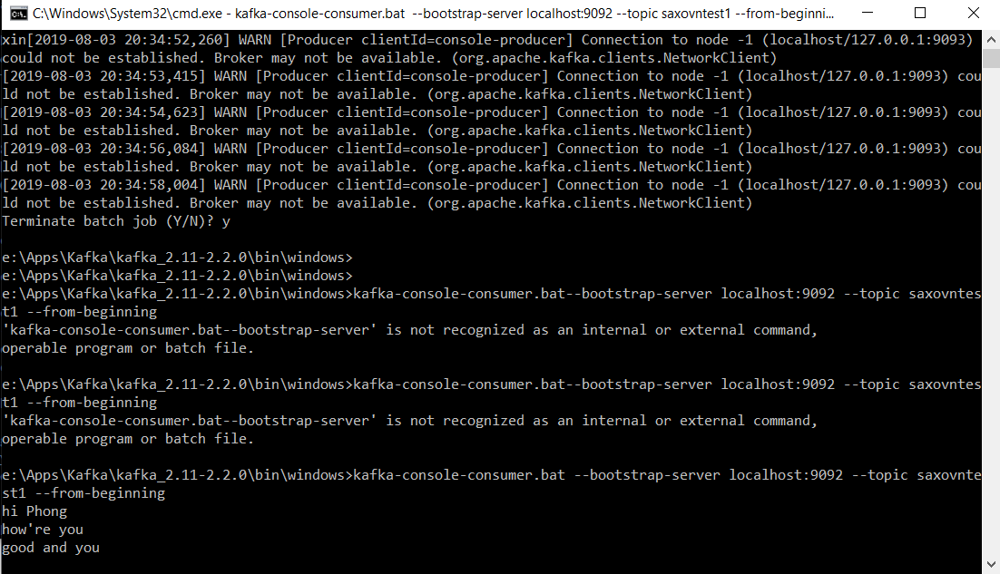 C:\Windows\System32\cmd.exe - kafka-console-consumer.bat  --bootstrap-server localhost:9092 --topic saxovntest1 --from-beginni...
xin[2019-08-03 20:34:52,260] WARN [Producer clientId=console-producer] Connection to node -1 (localhost/127.0.0.1:9093)
could not be established. Broker may not be available. (org.apache.kafka.clients.NetworkClient)
[2019-08-03 20:34:53,415] WARN [Producer clientId=console-producer] Connection to node -1 (localhost/127.0.0.1:9093) cou
ld not be established. Broker may not be available. (org.apache.kafka.clients.NetworkClient)
[2019-08-03 20:34:54,623] WARN [Producer clientId=console-producer] Connection to node -1 (localhost/127.0.0.1:9093) cou
ld not be established. Broker may not be available. (org.apache.kafka.clients.NetworkClient)
[2019-08-03 20:34:56,084] WARN [Producer clientId=console-producer] Connection to node -1 (localhost/127.0.0.1:9093) cou
ld not be established. Broker may not be available. (org.apache.kafka.clients.NetworkClient)
[2019-08-03 20:34:58,004] WARN [Producer clientId=console-producer] Connection to node -1 (localhost/127.0.0.1:9093) cou
ld not be established. Broker may not be available. (org.apache.kafka.clients.NetworkClient)
Terminate batch job (Y/N)? y
e:\Apps\Kafka\kafka_2.11-2.2.0\bin\windows>
e:\Apps\Kafka\kafka_2.11-2.2.0\bin\windows>
e:\Apps\Kafka\kafka_2.11-2.2.0\bin\windows>kafka-console-consumer.bat--bootstrap-server localhost:9092 --topic saxovntes
t1 --from-beginning
'kafka-console-consumer.bat--bootstrap-server' is not recognized as an internal or external command,
operable program or batch file.
e:\Apps\Kafka\kafka_2.11-2.2.0\bin\windows>kafka-console-consumer.bat--bootstrap-server localhost:9092 --topic saxovntes
t1 --from-beginning
'kafka-console-consumer.bat--bootstrap-server' is not recognized as an internal or external command,
operable program or batch file.
e:\Apps\Kafka\kafka_2.11-2.2.0\bin\windows>kafka-console-consumer.bat --bootstrap-server localhost:9092 --topic saxovnte
st1 --from-beginning
hi Phong
how're you
good and you